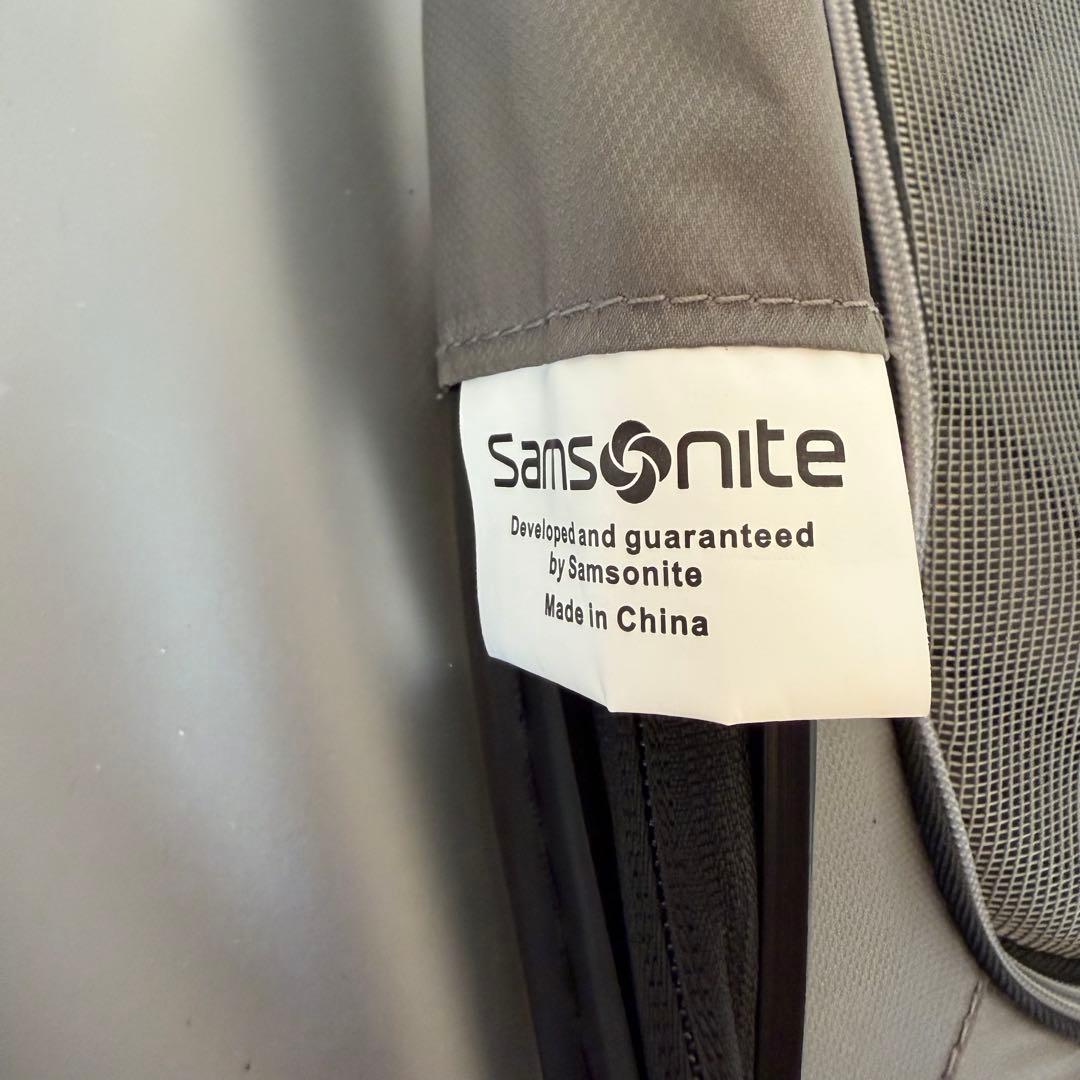 Samsonite
Developed and guaranteed
by Samsonite
Made in China